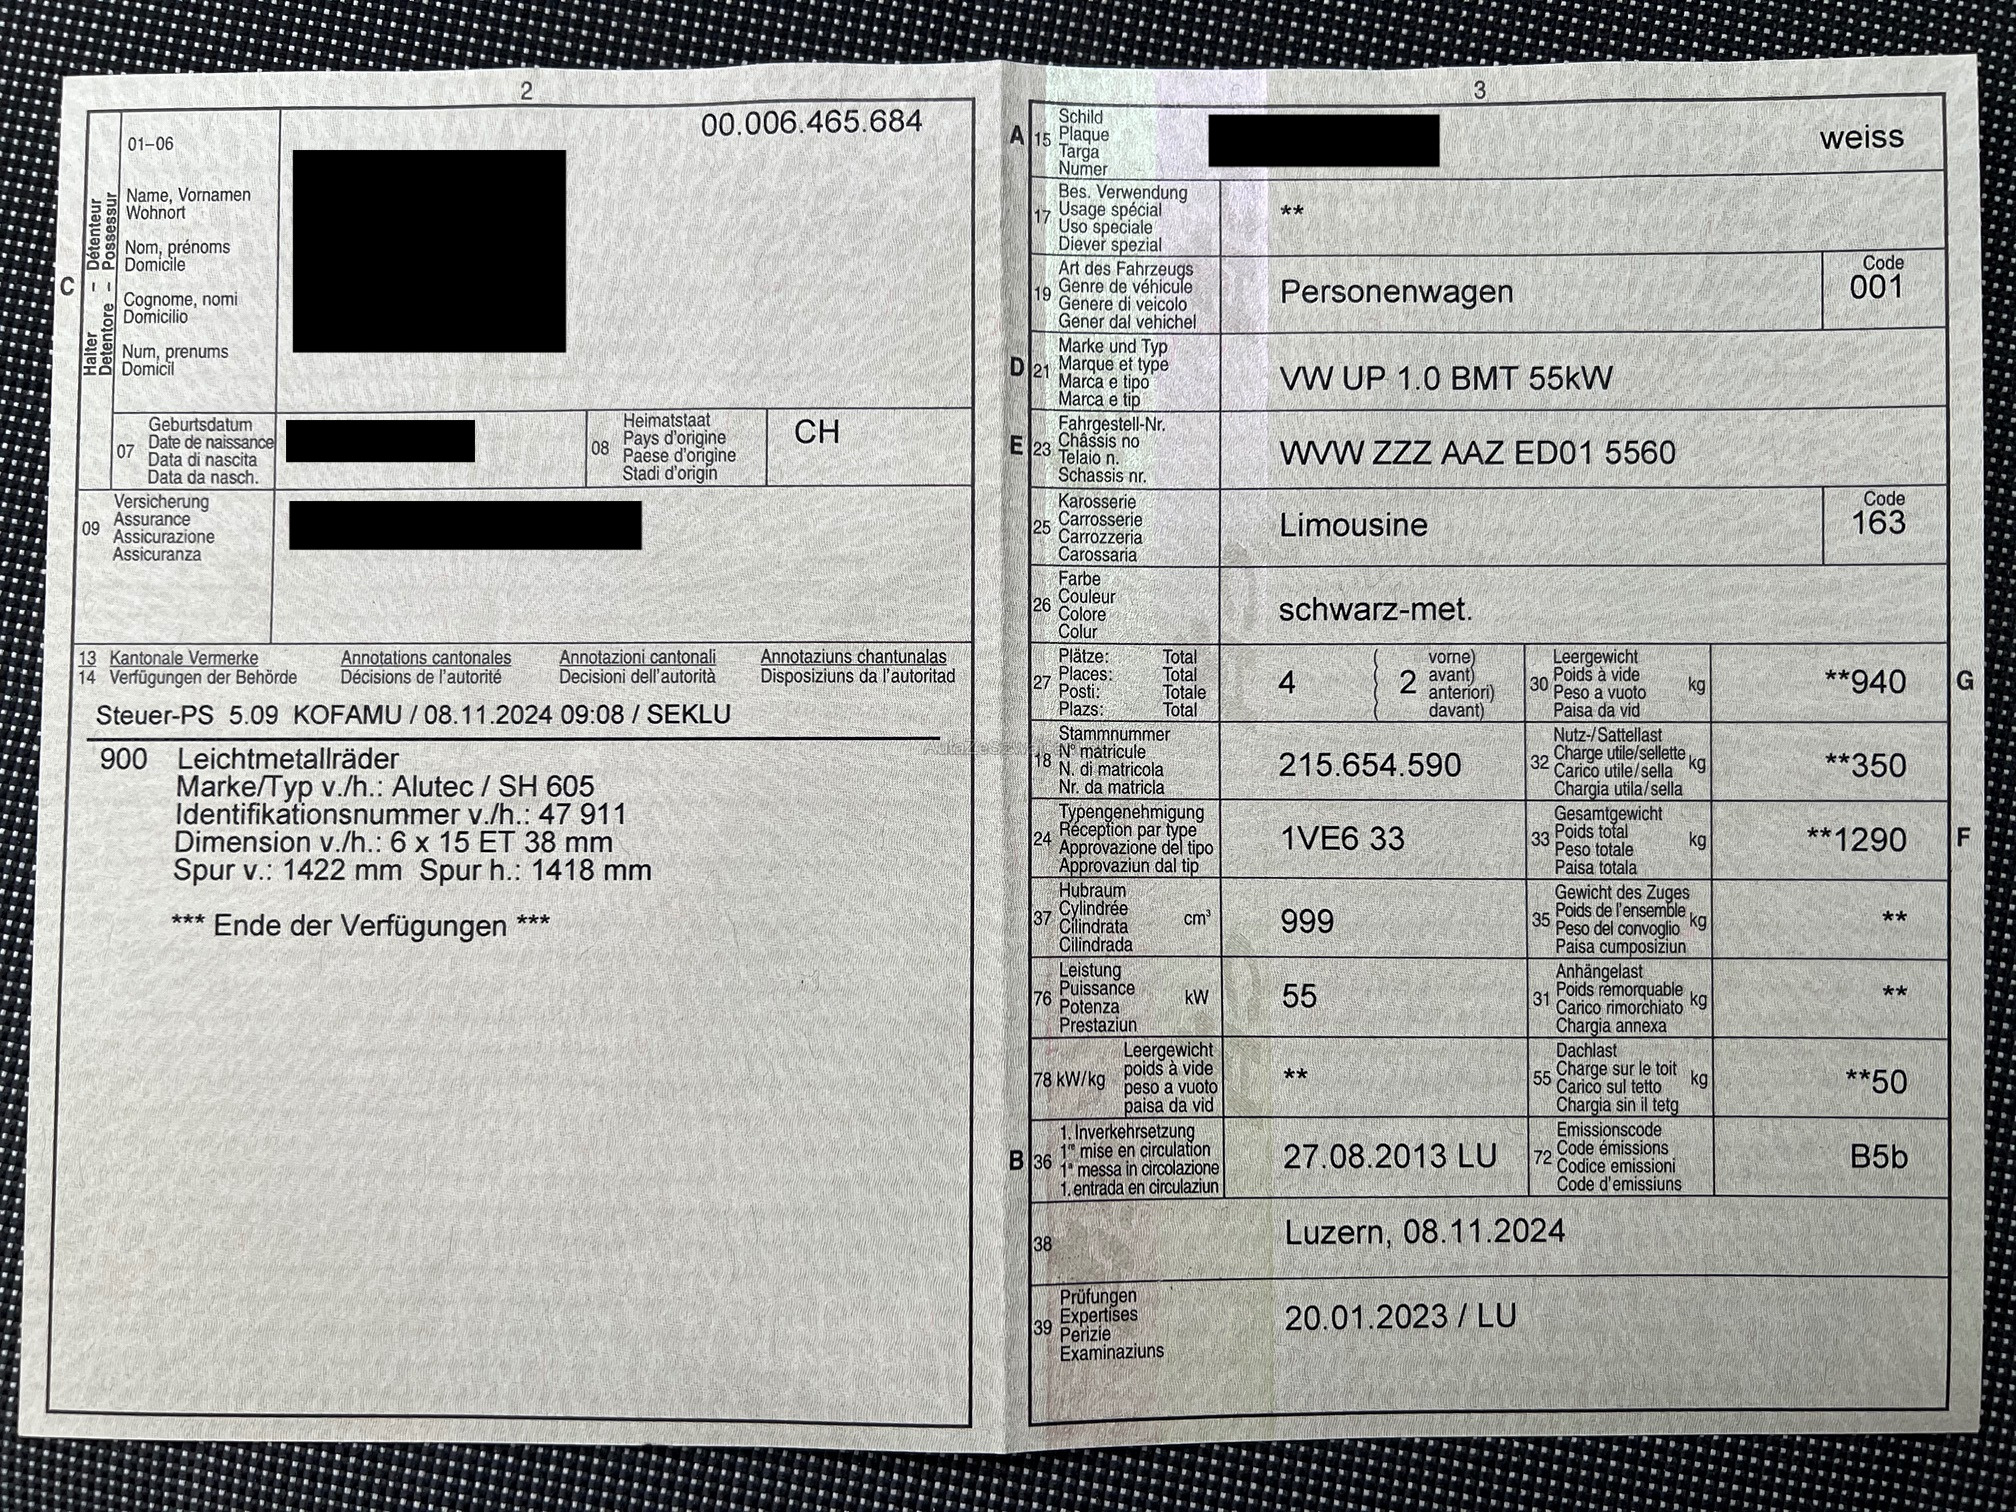 2
00.006.465.684
C
Halter – Détenteur
Detentore – Possessur
01–06
Name, Vornamen
Wohnort
Nom, prénoms
Domicile
Cognome, nomi
Domicilio
Num, prenums
Domicil
07
Geburtsdatum
Date de naissance
Data di nascita
Data da nasch.
08
Heimatstaat
Pays d'origine
Paese d'origine
Stadi d'origin
CH
09
Versicherung
Assurance
Assicurazione
Assicuranza
13 Kantonale Vermerke Annotations cantonales Annotazioni cantonali Annotaziuns chantunalas
14 Verfügungen der Behörde Décisions de l'autorité Decisioni dell'autorità Disposiziuns da l'autoritad
Steuer-PS 5.09 KOFAMU / 08.11.2024 09:08 / SEKLU
900 Leichtmetallräder
Marke/Typ v./h.: Alutec / SH 605
Identifikationsnummer v./h.: 47 911
Dimension v./h.: 6 x 15 ET 38 mm
Spur v.: 1422 mm Spur h.: 1418 mm
*** Ende der Verfügungen ***
3
A 15
Schild
Plaque
Targa
Numer
weiss
17
Bes. Verwendung
Usage spécial
Uso speciale
Diever spezial
**
19
Art des Fahrzeugs
Genre de véhicule
Genere di veicolo
Gener dal vehichel
Personenwagen
Code
001
D 21
Marke und Typ
Marque et type
Marca e tipo
Marca e tip
VW UP 1.0 BMT 55kW
E 23
Fahrgestell-Nr.
Châssis no
Telaio n.
Schassis nr.
WVW ZZZ AAZ ED01 5560
25
Karosserie
Carrosserie
Carrozzeria
Carossaria
Limousine
Code
163
26
Farbe
Couleur
Colore
Colur
schwarz-met.
27
Plätze: Total
Places: Total
Posti: Totale
Plazs: Total
4 ( 2 vorne)
( avant)
( anteriori)
( davant)
30
Leergewicht
Poids à vide
Peso a vuoto
Paisa da vid
kg
**940
G
18
Stammnummer
N° matricule
N. di matricola
Nr. da matricla
215.654.590
32
Nutz-/Sattellast
Charge utile/sellette
Carico utile/sella
Chargia utila/sella
kg
**350
24
Typengenehmigung
Réception par type
Approvazione del tipo
Approvaziun dal tip
1VE6 33
33
Gesamtgewicht
Poids total
Peso totale
Paisa totala
kg
**1290
F
37
Hubraum
Cylindrée
Cilindrata
Cilindrada
cm³
999
35
Gewicht des Zuges
Poids de l'ensemble
Peso del convoglio
Paisa cumposiziun
kg
**
76
Leistung
Puissance
Potenza
Prestaziun
kW
55
31
Anhängelast
Poids remorquable
Carico rimorchiato
Chargia annexa
kg
**
78 kW/kg
Leergewicht
poids à vide
peso a vuoto
paisa da vid
**
55
Dachlast
Charge sur le toit
Carico sul tetto
Chargia sin il tetg
kg
**50
B 36
1. Inverkehrsetzung
1re mise en circulation
1a messa in circolazione
1. entrada en circulaziun
27.08.2013 LU
72
Emissionscode
Code émissions
Codice emissioni
Code d'emissiuns
B5b
38
Luzern, 08.11.2024
39
Prüfungen
Expertises
Perizie
Examinaziuns
20.01.2023 / LU